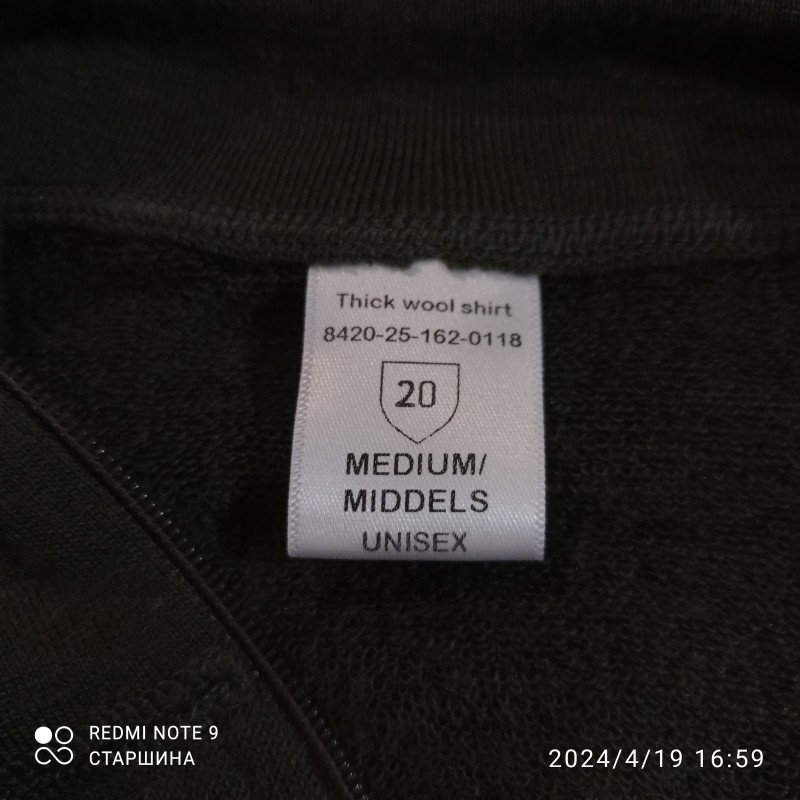 Thick wool shirt
8420-25-162-0118
20
MEDIUM/
MIDDELS
UNISEX
REDMI NOTE 9
СТАРШИНА
2024/4/19 16:59